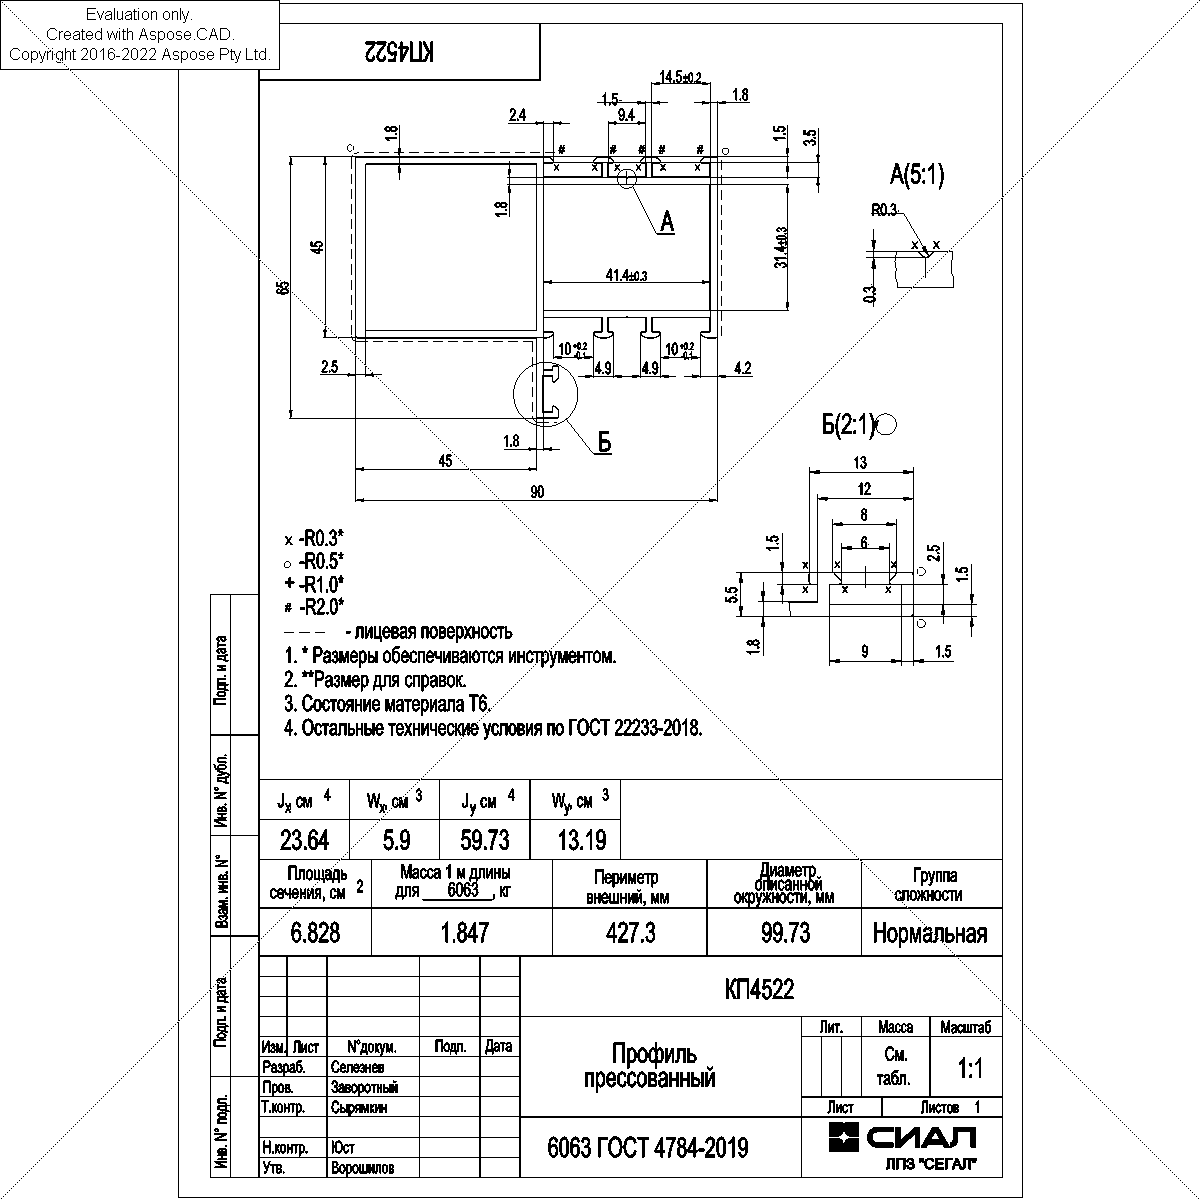 Evaluation only.
Created with Aspose.CAD.
Copyright 2016-2022 Aspose Pty Ltd.
КП4522
14.5±0.2
1.5
1.8
2.4
9.4
1.8
#
#
#
#
#
1.5
3.5
x
x
x
x
x
x
1.8
А
45
65
41.4±0.3
31.4±0.3
А(5:1)
R0.3
x
x
0.3
10 +0.2 -0.1
10 +0.2 -0.1
2.5
4.9
4.9
4.2
1.8
Б
45
90
Б(2:1)
13
12
8
6
1.5
2.5
1.5
5.5
1.8
x
x
x
x
x
x
x
9
1.5
x -R0.3*
○ -R0.5*
+ -R1.0*
# -R2.0*
- лицевая поверхность
1. * Размеры обеспечиваются инструментом.
2. **Размер для справок.
3. Состояние материала Т6.
4. Остальные технические условия по ГОСТ 22233-2018.
Jx, см 4
Wx, см 3
Jy, см 4
Wy, см 3
23.64
5.9
59.73
13.19
Площадь сечения, см 2
Масса 1 м длины для 6063, кг
Периметр внешний, мм
Диаметр описанной окружности, мм
Группа сложности
6.828
1.847
427.3
99.73
Нормальная
КП4522
Изм. Лист N°докум. Подп. Дата
Разраб. Селезнев
Пров. Заворотный
Т.контр. Сырямкин
Н.контр. Юст
Утв. Ворошилов
Профиль
прессованный
6063 ГОСТ 4784-2019
Лит. Масса Масштаб
См.
табл.
1:1
Лист Листов 1
СИАЛ
ЛПЗ "СЕГАЛ"
Подп. и дата
Инв. N° дубл.
Взам. инв. N°
Подп. и дата
Инв. N° подл.